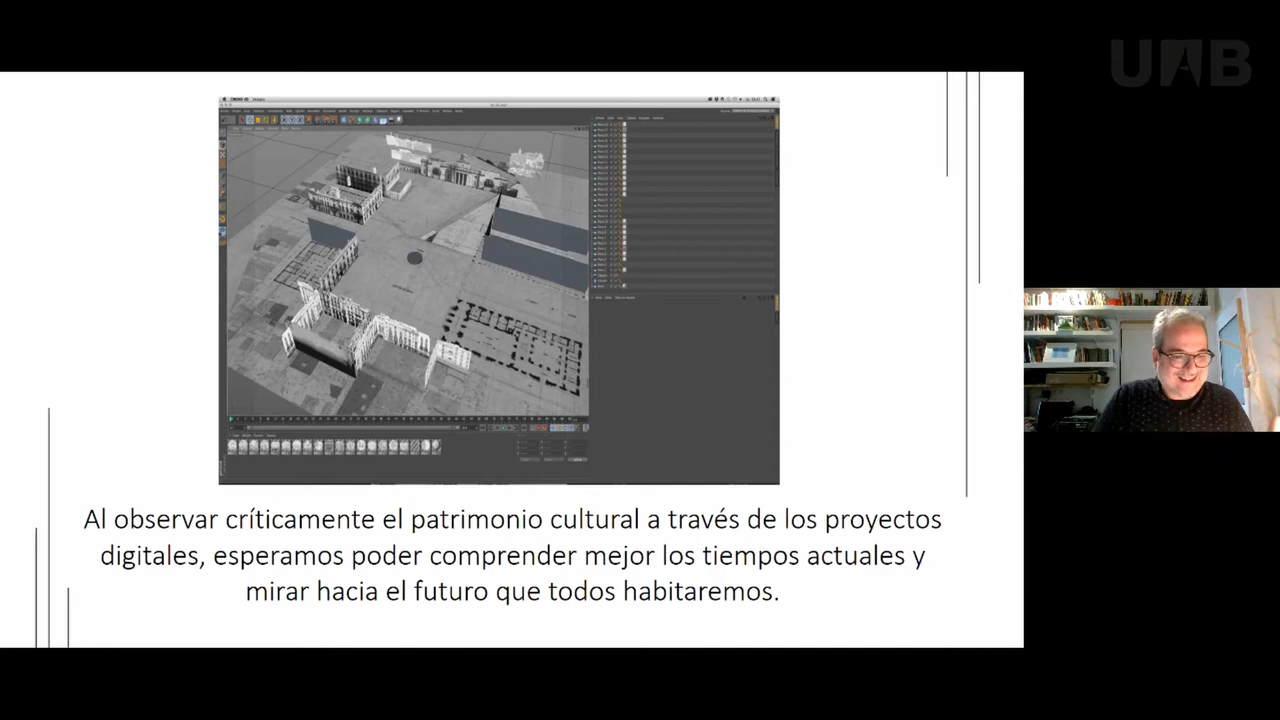 UAB
Al observar críticamente el patrimonio cultural a través de los proyectos
digitales, esperamos poder comprender mejor los tiempos actuales y
mirar hacia el futuro que todos habitaremos.